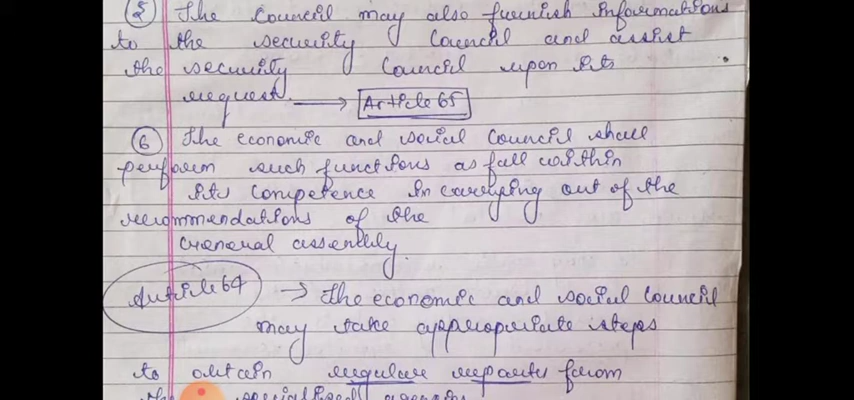 (5) The Council may also furnish informations
to the security Council and assist
the security Council upon its
request. → Article 65
(6) The economic and social Council shall
perform such functions as fall within
its competence in carrying out of the
recommendations of the
General assembly.
Article 64 → The economic and social Council
may take appropriate steps
to obtain regular reports from
the specialised agencies